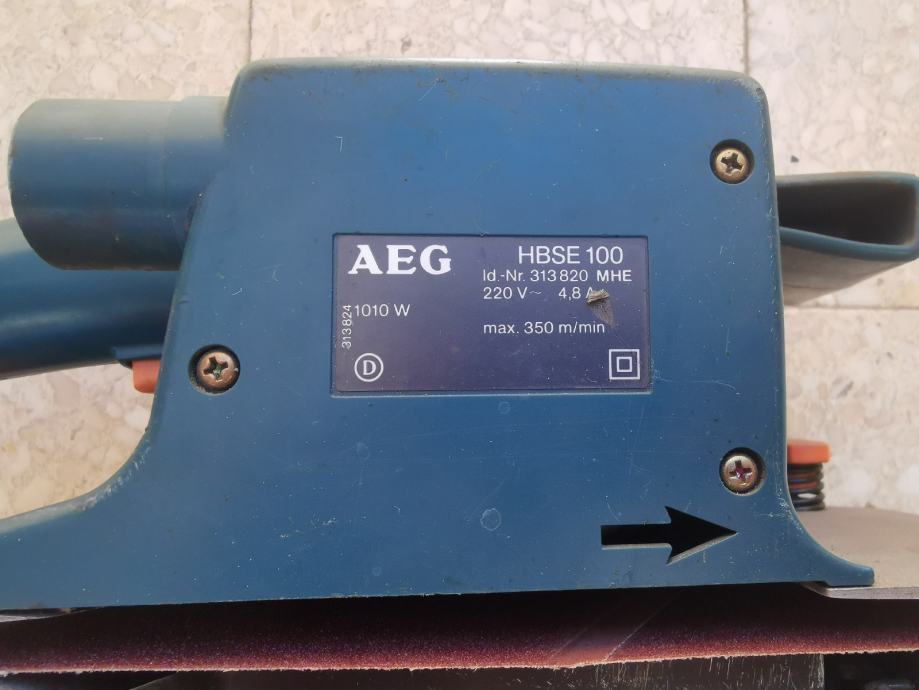 AEG
HBSE 100
Id.-Nr. 313 820 MHE
220 V~ 4,8 A
1010 W
313 824
max. 350 m/min
D